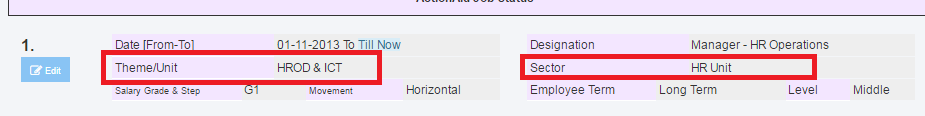 ActionAid Job Status
1.
Date [From-To] 01-11-2013 To Till Now Designation Manager - HR Operations
Edit
Theme/Unit HROD & ICT Sector HR Unit
Salary Grade & Step G1 Movement Horizontal Employee Term Long Term Level Middle